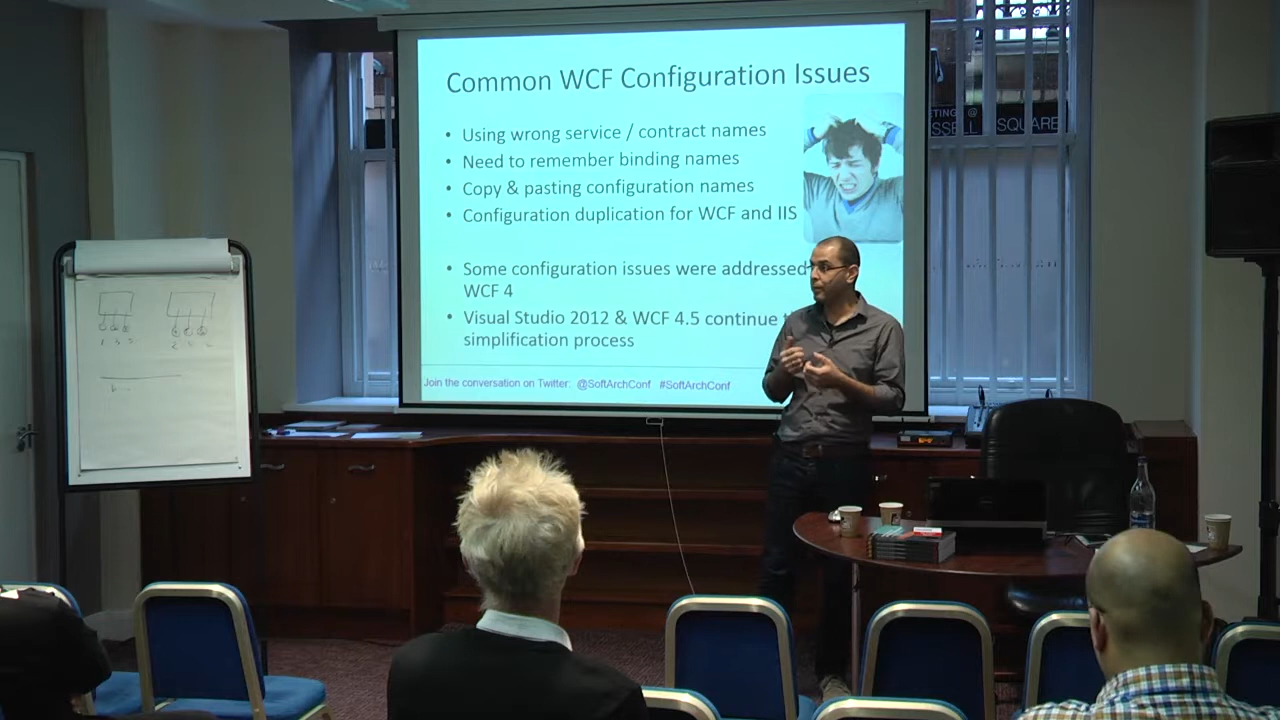 Common WCF Configuration Issues
• Using wrong service / contract names
• Need to remember binding names
• Copy & pasting configuration names
• Configuration duplication for WCF and IIS
• Some configuration issues were addressed
WCF 4
• Visual Studio 2012 & WCF 4.5 continue
simplification process
Join the conversation on Twitter: @SoftArchConf #SoftArchConf
SQUARE